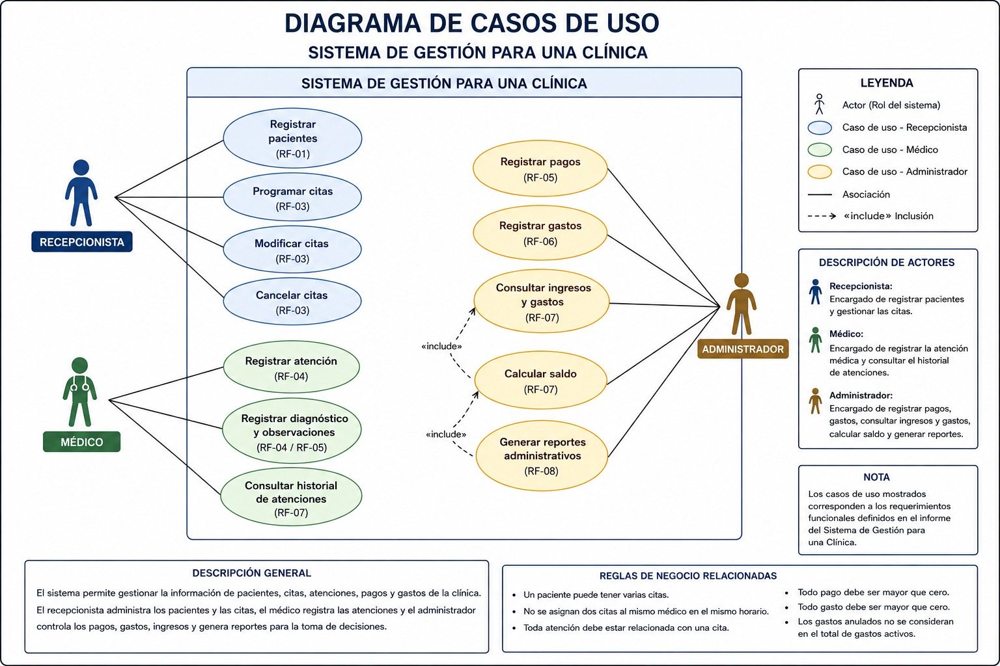 DIAGRAMA DE CASOS DE USO
SISTEMA DE GESTIÓN PARA UNA CLÍNICA
SISTEMA DE GESTIÓN PARA UNA CLÍNICA
RECEPCIONISTA
MÉDICO
Registrar
pacientes
(RF-01)
Programar citas
(RF-03)
Modificar citas
(RF-03)
Cancelar citas
(RF-03)
Registrar atención
(RF-04)
Registrar diagnóstico
y observaciones
(RF-04 / RF-05)
Consultar historial
de atenciones
(RF-07)
Registrar pagos
(RF-05)
Registrar gastos
(RF-06)
Consultar ingresos
y gastos
(RF-07)
«include»
Calcular saldo
(RF-07)
«include»
Generar reportes
administrativos
(RF-08)
ADMINISTRADOR
LEYENDA
Actor (Rol del sistema)
Caso de uso - Recepcionista
Caso de uso - Médico
Caso de uso - Administrador
Asociación
«include» Inclusión
DESCRIPCIÓN DE ACTORES
Recepcionista:
Encargado de registrar pacientes
y gestionar las citas.
Médico:
Encargado de registrar la atención
médica y consultar el historial
de atenciones.
Administrador:
Encargado de registrar pagos,
gastos, consultar ingresos y gastos,
calcular saldo y generar reportes.
NOTA
Los casos de uso mostrados
corresponden a los requerimientos
funcionales definidos en el informe
del Sistema de Gestión para
una Clínica.
DESCRIPCIÓN GENERAL
El sistema permite gestionar la información de pacientes, citas, atenciones, pagos y gastos de la clínica.
El recepcionista administra los pacientes y las citas, el médico registra las atenciones y el administrador
controla los pagos, gastos, ingresos y genera reportes para la toma de decisiones.
REGLAS DE NEGOCIO RELACIONADAS
• Un paciente puede tener varias citas.
• No se asignan dos citas al mismo médico en el mismo horario.
• Toda atención debe estar relacionada con una cita.
• Todo pago debe ser mayor que cero.
• Todo gasto debe ser mayor que cero.
• Los gastos anulados no se consideran
en el total de gastos activos.